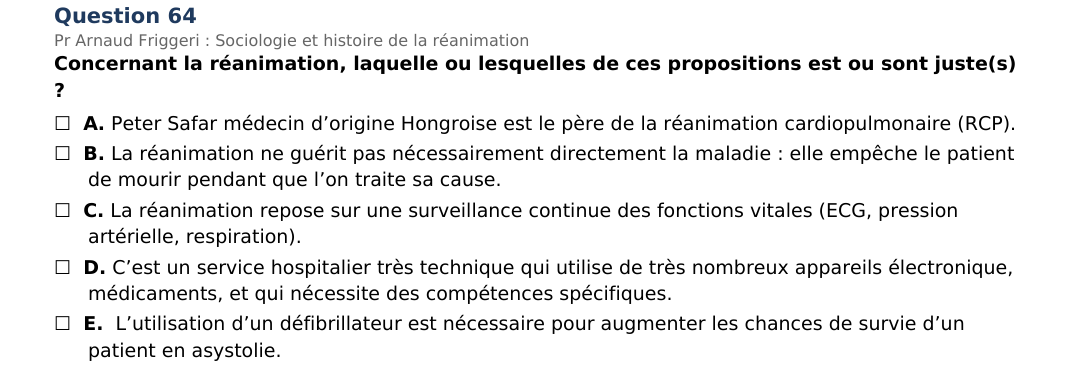 Question 64
Pr Arnaud Friggeri : Sociologie et histoire de la réanimation
Concernant la réanimation, laquelle ou lesquelles de ces propositions est ou sont juste(s)
?
☐ A. Peter Safar médecin d’origine Hongroise est le père de la réanimation cardiopulmonaire (RCP).
☐ B. La réanimation ne guérit pas nécessairement directement la maladie : elle empêche le patient
de mourir pendant que l’on traite sa cause.
☐ C. La réanimation repose sur une surveillance continue des fonctions vitales (ECG, pression
artérielle, respiration).
☐ D. C’est un service hospitalier très technique qui utilise de très nombreux appareils électronique,
médicaments, et qui nécessite des compétences spécifiques.
☐ E. L’utilisation d’un défibrillateur est nécessaire pour augmenter les chances de survie d’un
patient en asystolie.